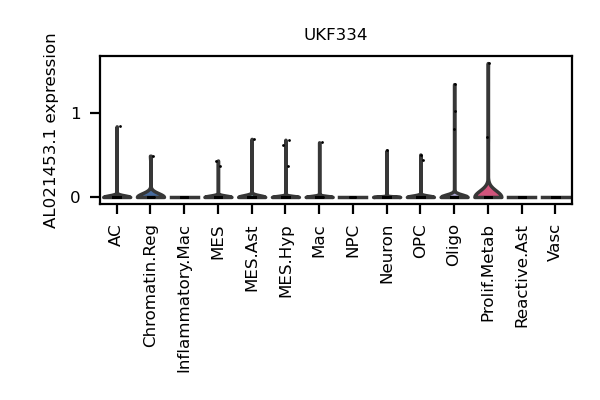 UKF334
AL021453.1 expression
1
0
AC
Chromatin.Reg
Inflammatory.Mac
MES
MES.Ast
MES.Hyp
Mac
NPC
Neuron
OPC
Oligo
Prolif.Metab
Reactive.Ast
Vasc